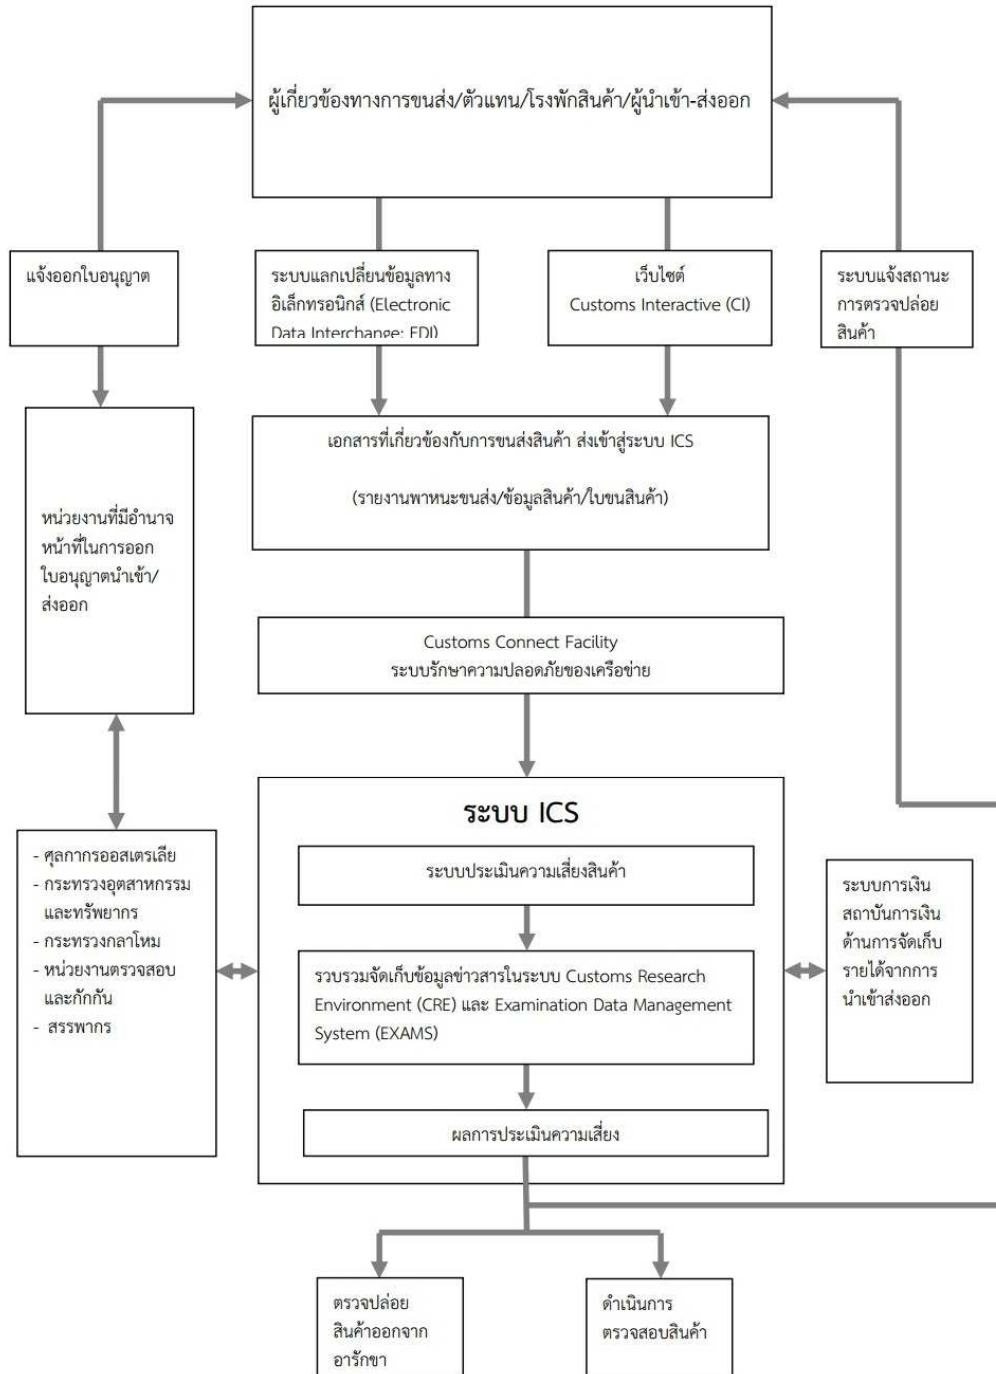 ผู้เกี่ยวข้องทางการขนส่ง/ตัวแทน/โรงพักสินค้า/ผู้นำเข้า-ส่งออก
แจ้งออกใบอนุญาต
ระบบแลกเปลี่ยนข้อมูลทาง
อิเล็กทรอนิกส์ (Electronic
Data Interchange: EDI)
เว็บไซต์
Customs Interactive (CI)
ระบบแจ้งสถานะ
การตรวจปล่อย
สินค้า
เอกสารที่เกี่ยวข้องกับการขนส่งสินค้า ส่งเข้าสู่ระบบ ICS
(รายงานพาหนะขนส่ง/ข้อมูลสินค้า/ใบขนสินค้า)
หน่วยงานที่มีอำนาจ
หน้าที่ในการออก
ใบอนุญาตนำเข้า/
ส่งออก
Customs Connect Facility
ระบบรักษาความปลอดภัยของเครือข่าย
ระบบ ICS
ระบบประเมินความเสี่ยงสินค้า
รวบรวมจัดเก็บข้อมูลข่าวสารในระบบ Customs Research
Environment (CRE) และ Examination Data Management
System (EXAMS)
ผลการประเมินความเสี่ยง
- ศุลกากรออสเตรเลีย
- กระทรวงอุตสาหกรรม
และทรัพยากร
- กระทรวงกลาโหม
- หน่วยงานตรวจสอบ
และกักกัน
- สรรพากร
ระบบการเงิน
สถาบันการเงิน
ด้านการจัดเก็บ
รายได้จากการ
นำเข้าส่งออก
ตรวจปล่อย
สินค้าออกจาก
อารักขา
ดำเนินการ
ตรวจสอบสินค้า